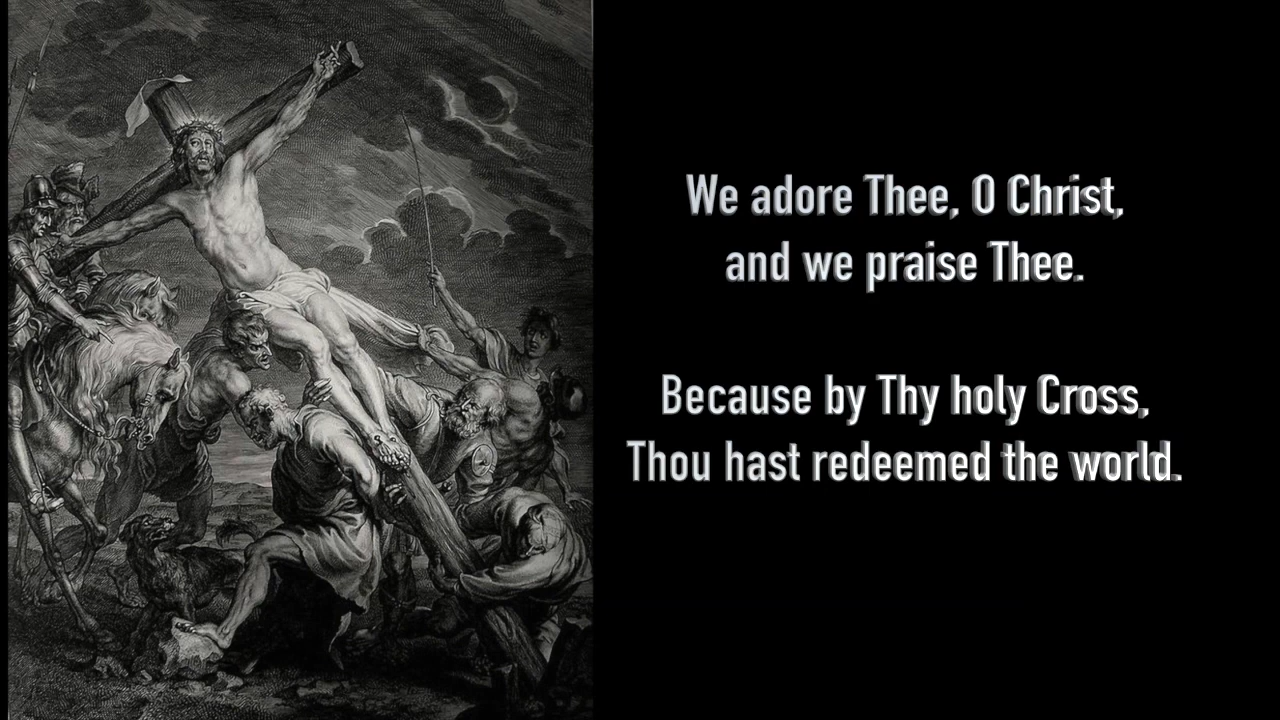 We adore Thee, O Christ,
and we praise Thee.
Because by Thy holy Cross,
Thou hast redeemed the world.